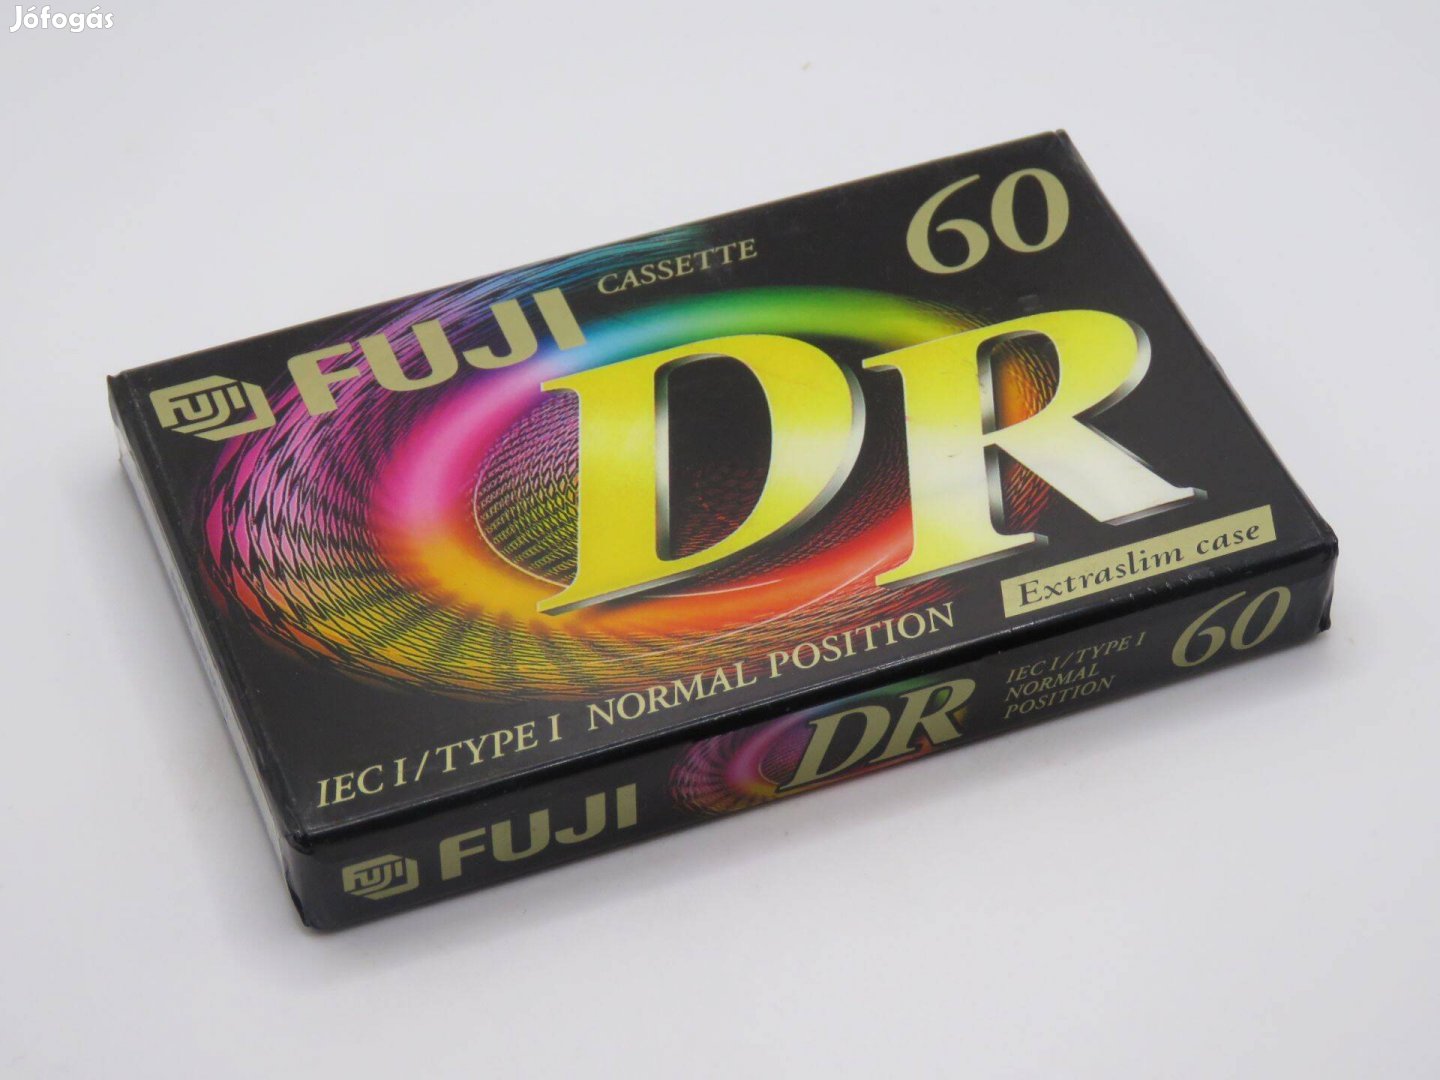 Jófogás
60
CASSETTE
FUJI FUJI
DR
Extraslim case
IEC I/TYPE I NORMAL POSITION
FUJI FUJI
DR
IEC I/TYPE I
NORMAL
POSITION
60